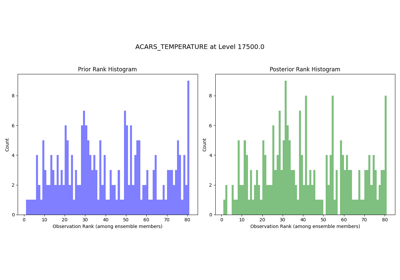 ACARS_TEMPERATURE at Level 17500.0
Prior Rank Histogram
Count
8
6
4
2
0
0 10 20 30 40 50 60 70 80
Observation Rank (among ensemble members)
Posterior Rank Histogram
Count
8
6
4
2
0
0 10 20 30 40 50 60 70 80
Observation Rank (among ensemble members)